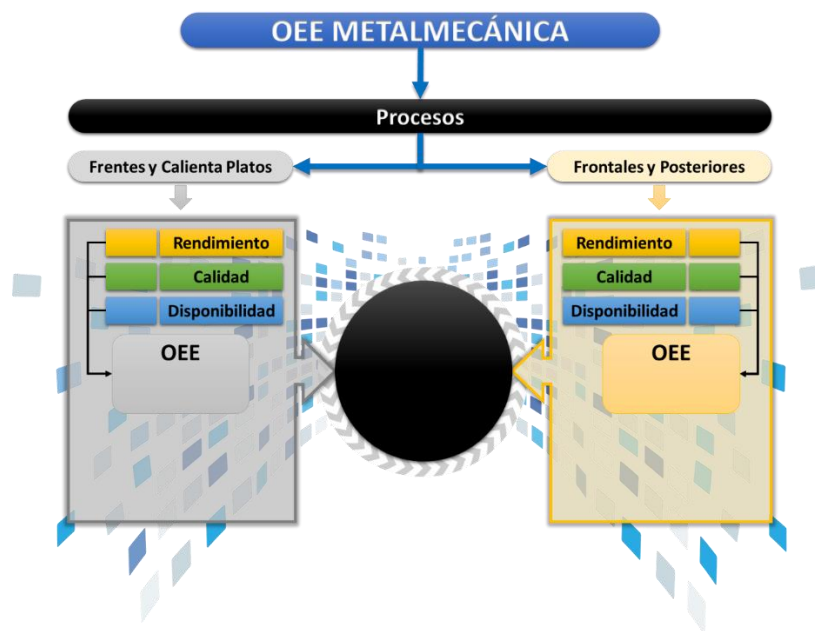 OEE METALMECÁNICA
Procesos
Frentes y Calienta Platos
Frontales y Posteriores
Rendimiento
Calidad
Disponibilidad
OEE
Rendimiento
Calidad
Disponibilidad
OEE